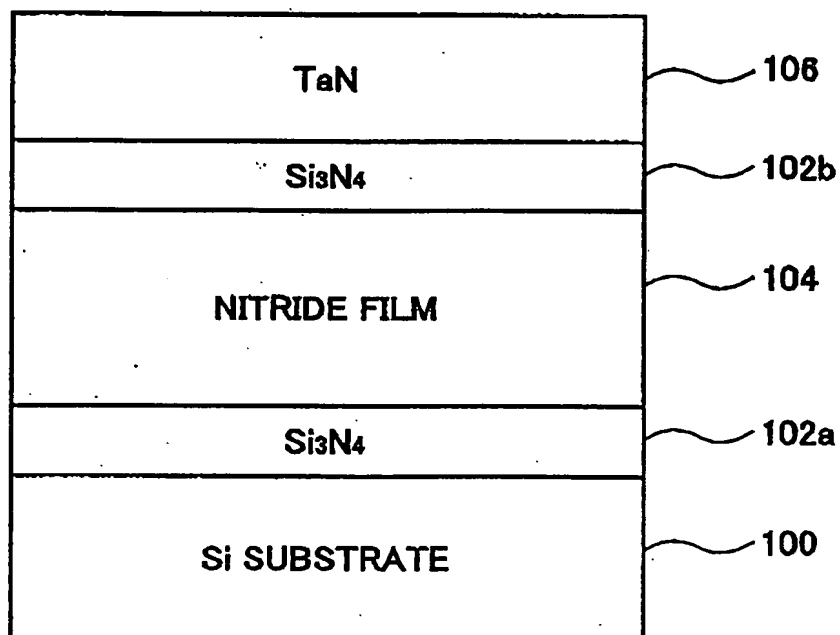 TaN
106
Si₃N₄
102b
NITRIDE FILM
104
Si₃N₄
102a
Si SUBSTRATE
100